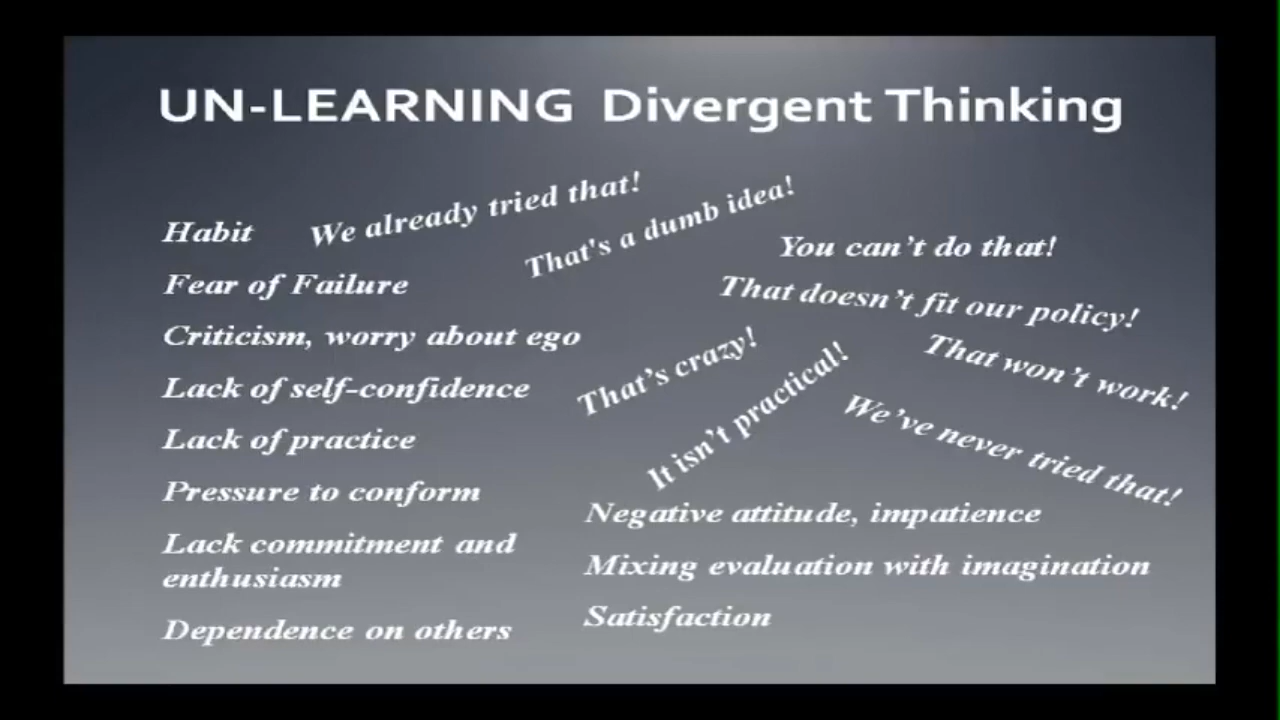 UN-LEARNING Divergent Thinking
Habit
We already tried that!
That's a dumb idea!
You can't do that!
Fear of Failure
That doesn't fit our policy!
Criticism, worry about ego
That's crazy!
It isn't practical!
That won't work!
Lack of self-confidence
We've never tried that!
Lack of practice
Pressure to conform
Lack commitment and
enthusiasm
Dependence on others
Negative attitude, impatience
Mixing evaluation with imagination
Satisfaction